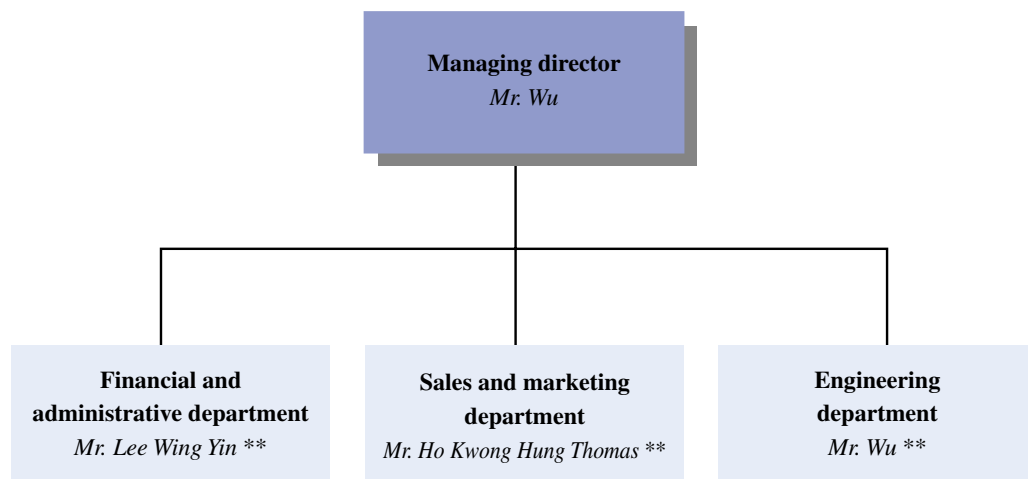 Managing director
Mr. Wu
Financial and
administrative department
Mr. Lee Wing Yin **
Sales and marketing
department
Mr. Ho Kwong Hung Thomas **
Engineering
department
Mr. Wu **